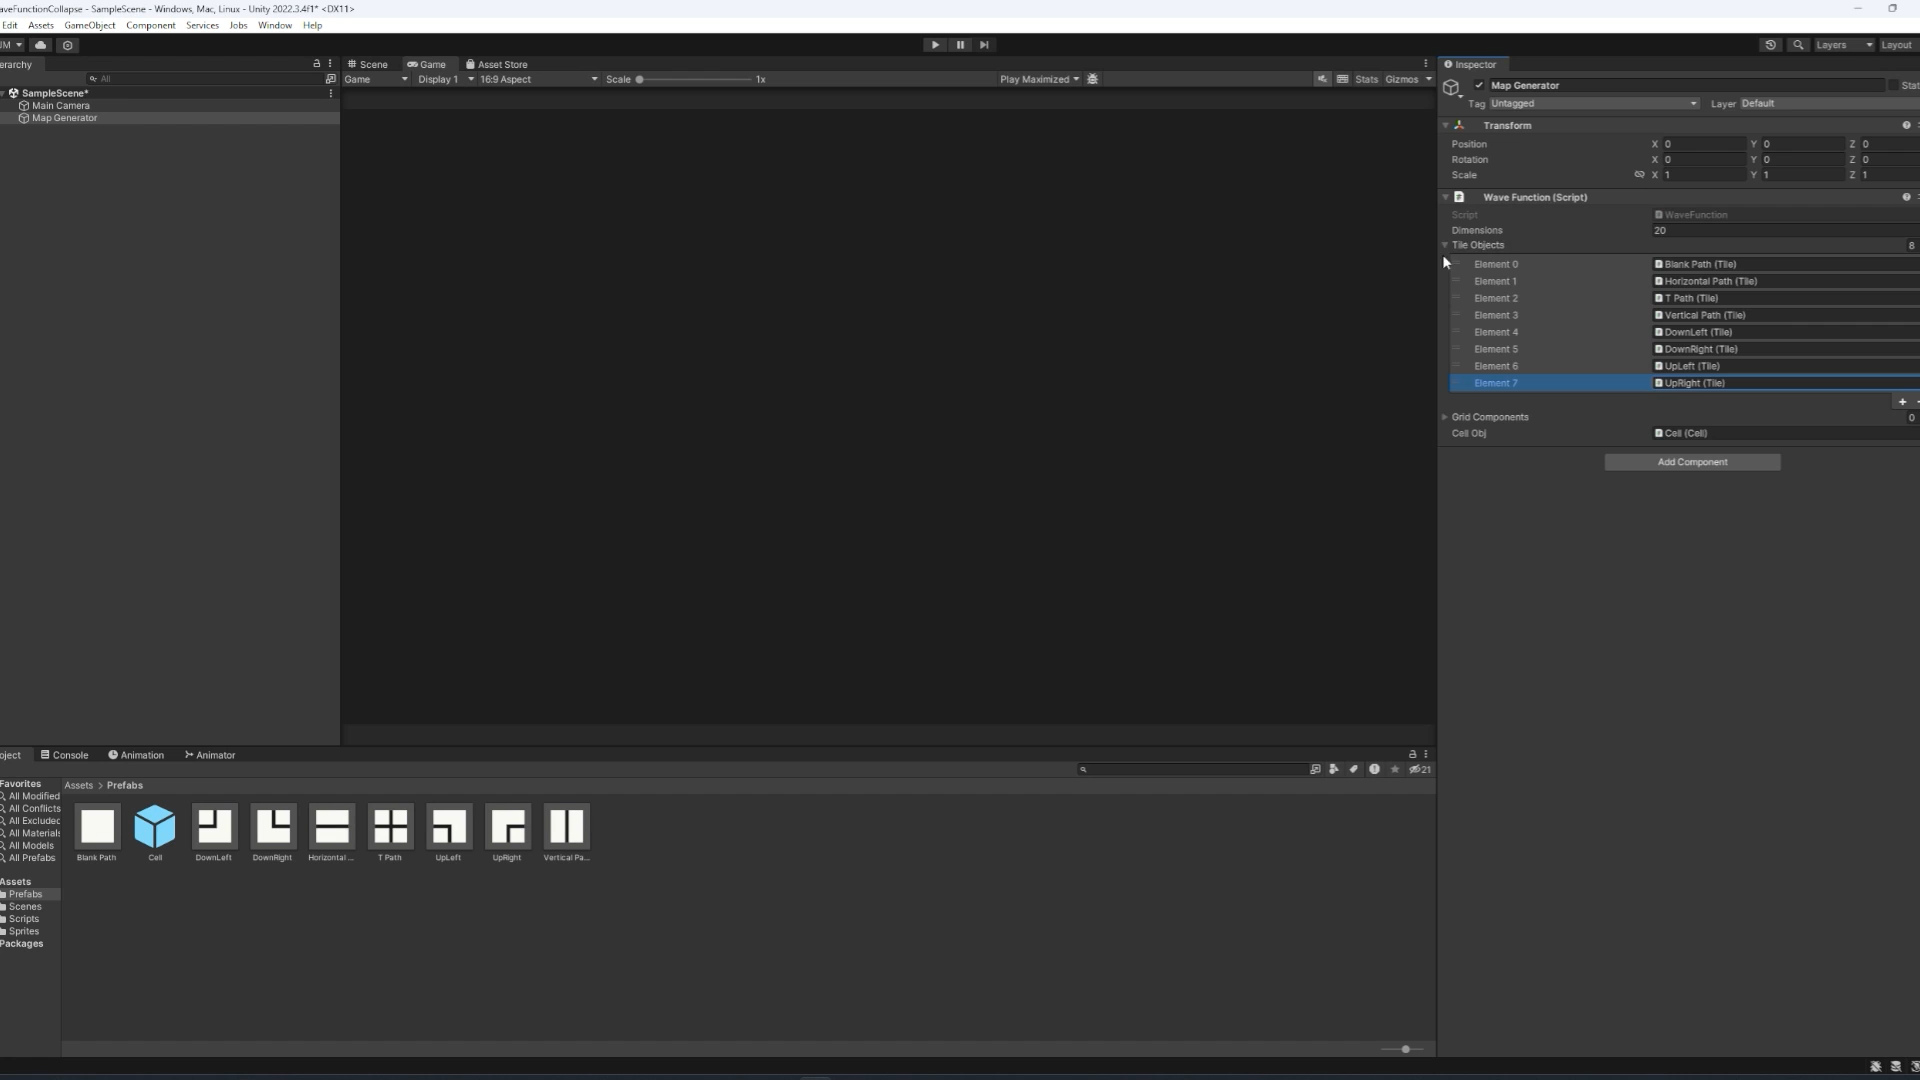 aveFunctionCollapse - SampleScene - Windows, Mac, Linux - Unity 2022.3.4f1* <DX11>
Edit Assets GameObject Component Services Jobs Window Help
JM
Layers Layout
erarchy
Scene Game Asset Store
Inspector
All
Game Display 1 16:9 Aspect Scale 1x Play Maximized Stats Gizmos
SampleScene*
Main Camera
Map Generator
Map Generator Stat
Tag Untagged Layer Default
Transform
Position X 0 Y 0 Z 0
Rotation X 0 Y 0 Z 0
Scale X 1 Y 1 Z 1
Wave Function (Script)
Script WaveFunction
Dimensions 20
Tile Objects 8
Element 0 Blank Path (Tile)
Element 1 Horizontal Path (Tile)
Element 2 T Path (Tile)
Element 3 Vertical Path (Tile)
Element 4 DownLeft (Tile)
Element 5 DownRight (Tile)
Element 6 UpLeft (Tile)
Element 7 UpRight (Tile)
Grid Components 0
Cell Obj Cell (Cell)
Add Component
oject Console Animation Animator
21
Favorites
All Modified
All Conflicts
All Excluded
All Materials
All Models
All Prefabs
Assets
Prefabs
Scenes
Scripts
Sprites
Packages
Assets > Prefabs
Blank Path Cell DownLeft DownRight Horizontal ... T Path UpLeft UpRight Vertical Pa...